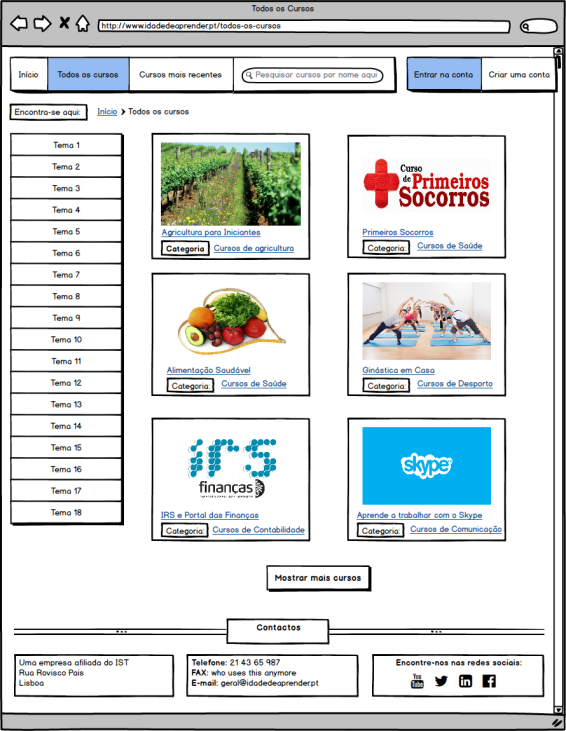 Todos os Cursos
http://www.idadedeaprender.pt/todos-os-cursos
Início
Todos os cursos
Cursos mais recentes
Pesquisar cursos por nome aqui
Entrar na conta
Criar uma conta
Encontra-se aqui:
Início
Todos os cursos
Tema 1
Tema 2
Tema 3
Tema 4
Tema 5
Tema 6
Tema 7
Tema 8
Tema 9
Tema 10
Tema 11
Tema 12
Tema 13
Tema 14
Tema 15
Tema 16
Tema 17
Tema 18
Agricultura para Iniciantes
Categoria
Cursos de agricultura
Curso
de Primeiros
Socorros
Primeiros Socorros
Categoria:
Cursos de Saúde
Alimentação Saudável
Categoria:
Cursos de Saúde
Ginástica em Casa
Categoria:
Cursos de Desporto
irs
finanças
IRS e Portal das Finanças
Categoria:
Cursos de Contabilidade
skype
Aprende a trabalhar com o Skype
Categoria:
Cursos de Comunicação
Mostrar mais cursos
Contactos
Uma empresa afiliada do IST
Rua Rovisco Pais
Lisboa
Telefone: 21 43 65 987
FAX: who uses this anymore
E-mail: geral@idadedeaprender.pt
Encontre-nos nas redes sociais:
You
Tube